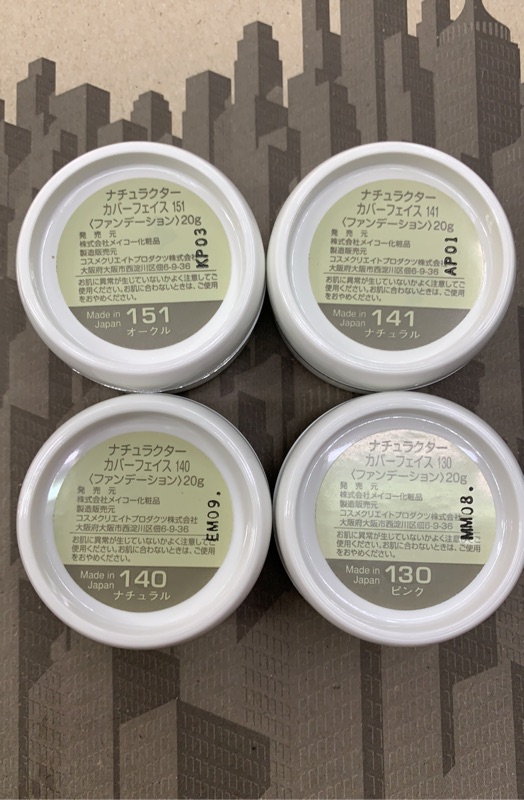 ナチュラクター
カバーフェイス 151
〈ファンデーション〉20g
発売元
株式会社メイコー化粧品
製造販売元
コスメクリエイトプロダクツ株式会社
大阪府大阪市西淀川区佃6-9-36
お肌に異常が生じていないかよく注意してご
使用ください。お肌に合わないときは、ご使用
をおやめください。
KP03
Made in
Japan
151
オークル
ナチュラクター
カバーフェイス 141
〈ファンデーション〉20g
発売元
株式会社メイコー化粧品
製造販売元
コスメクリエイトプロダクツ株式会社
大阪府大阪市西淀川区佃6-9-36
お肌に異常が生じていないかよく注意してご
使用ください。お肌に合わないときは、ご使用
をおやめください。
AP01
Made in
Japan
141
ナチュラル
ナチュラクター
カバーフェイス 140
〈ファンデーション〉20g
発売元
株式会社メイコー化粧品
製造販売元
コスメクリエイトプロダクツ株式会社
大阪府大阪市西淀川区佃6-9-36
お肌に異常が生じていないかよく注意してご
使用ください。お肌に合わないときは、ご使用
をおやめください。
EM09.
Made in
Japan
140
ナチュラル
ナチュラクター
カバーフェイス 130
〈ファンデーション〉20g
発売元
株式会社メイコー化粧品
製造販売元
コスメクリエイトプロダクツ株式会社
大阪府大阪市西淀川区佃6-9-36
お肌に異常が生じていないかよく注意してご
使用ください。お肌に合わないときは、ご使用
をおやめください。
MM08.
Made in
Japan
130
ピンク